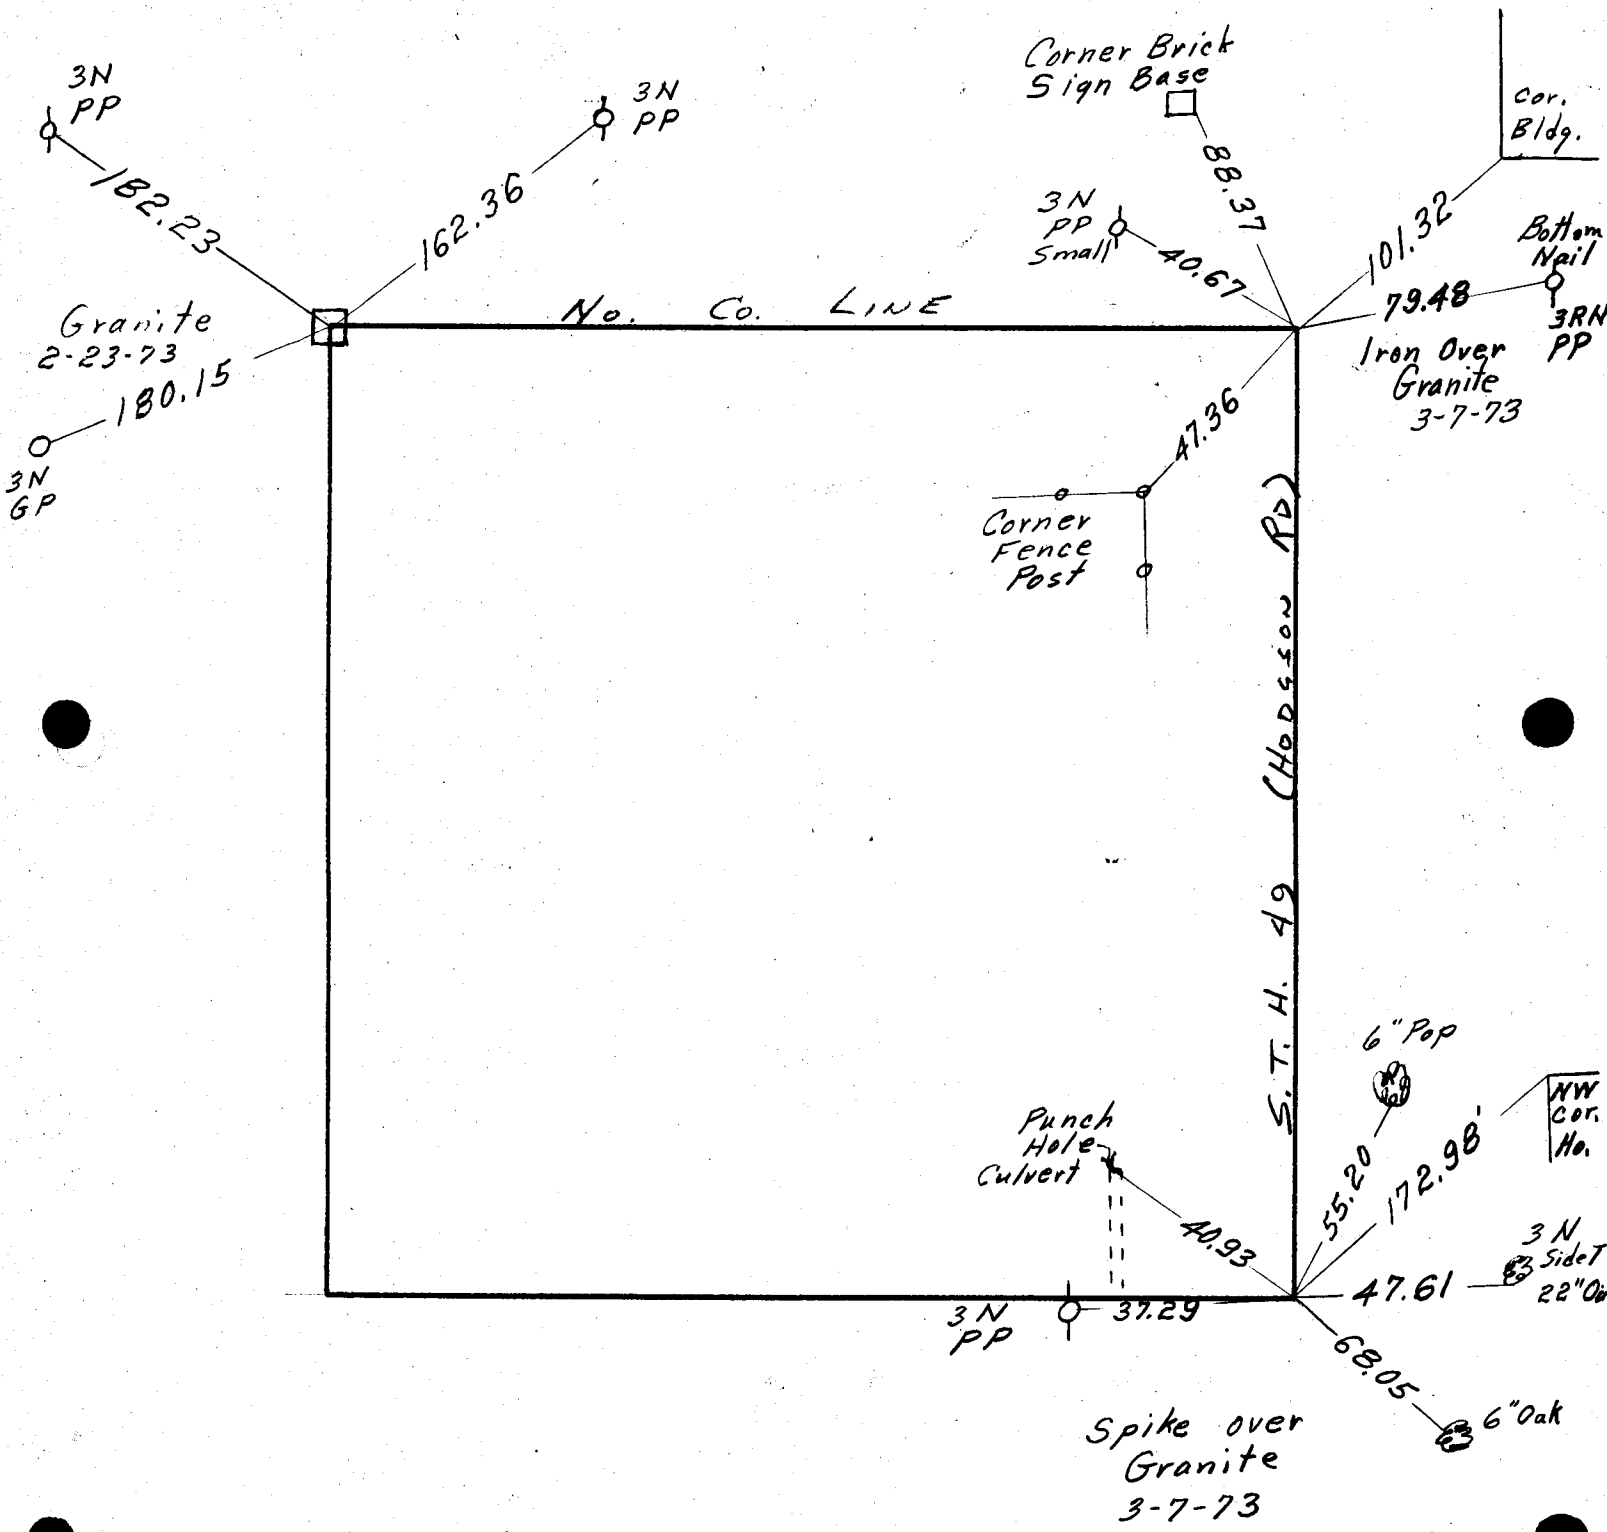 3N
PP
182.23
3N
PP
162.36
Granite
2-23-73
180.15
3N
GP
No. Co. LINE
Corner Brick
Sign Base
88.37
3N
PP
Small
40.67
Cor.
Bldg.
101.32
Bottom
Nail
79.48
3RN
PP
Iron Over
Granite
3-7-73
47.36
Corner
Fence
Post
S.T.H. 49 (HODGSON RD)
6" Pop
55.20
NW
Cor.
Ho.
172.98'
Punch
Hole
Culvert
40.93
3N
Side T
22" Oa
47.61
3N
PP
37.29
68.05
6" Oak
Spike over
Granite
3-7-73